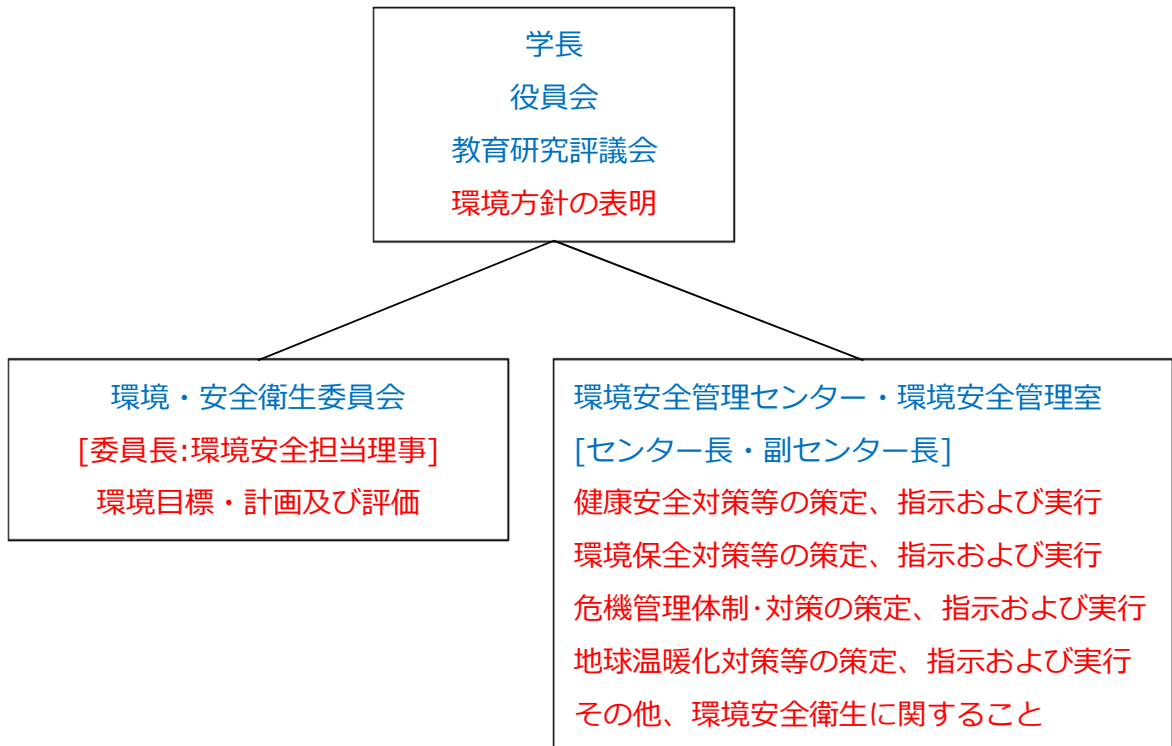 学長
役員会
教育研究評議会
環境方針の表明
環境・安全衛生委員会
[委員長:環境安全担当理事]
環境目標・計画及び評価
環境安全管理センター・環境安全管理室
[センター長・副センター長]
健康安全対策等の策定、指示および実行
環境保全対策等の策定、指示および実行
危機管理体制･対策の策定、指示および実行
地球温暖化対策等の策定、指示および実行
その他、環境安全衛生に関すること